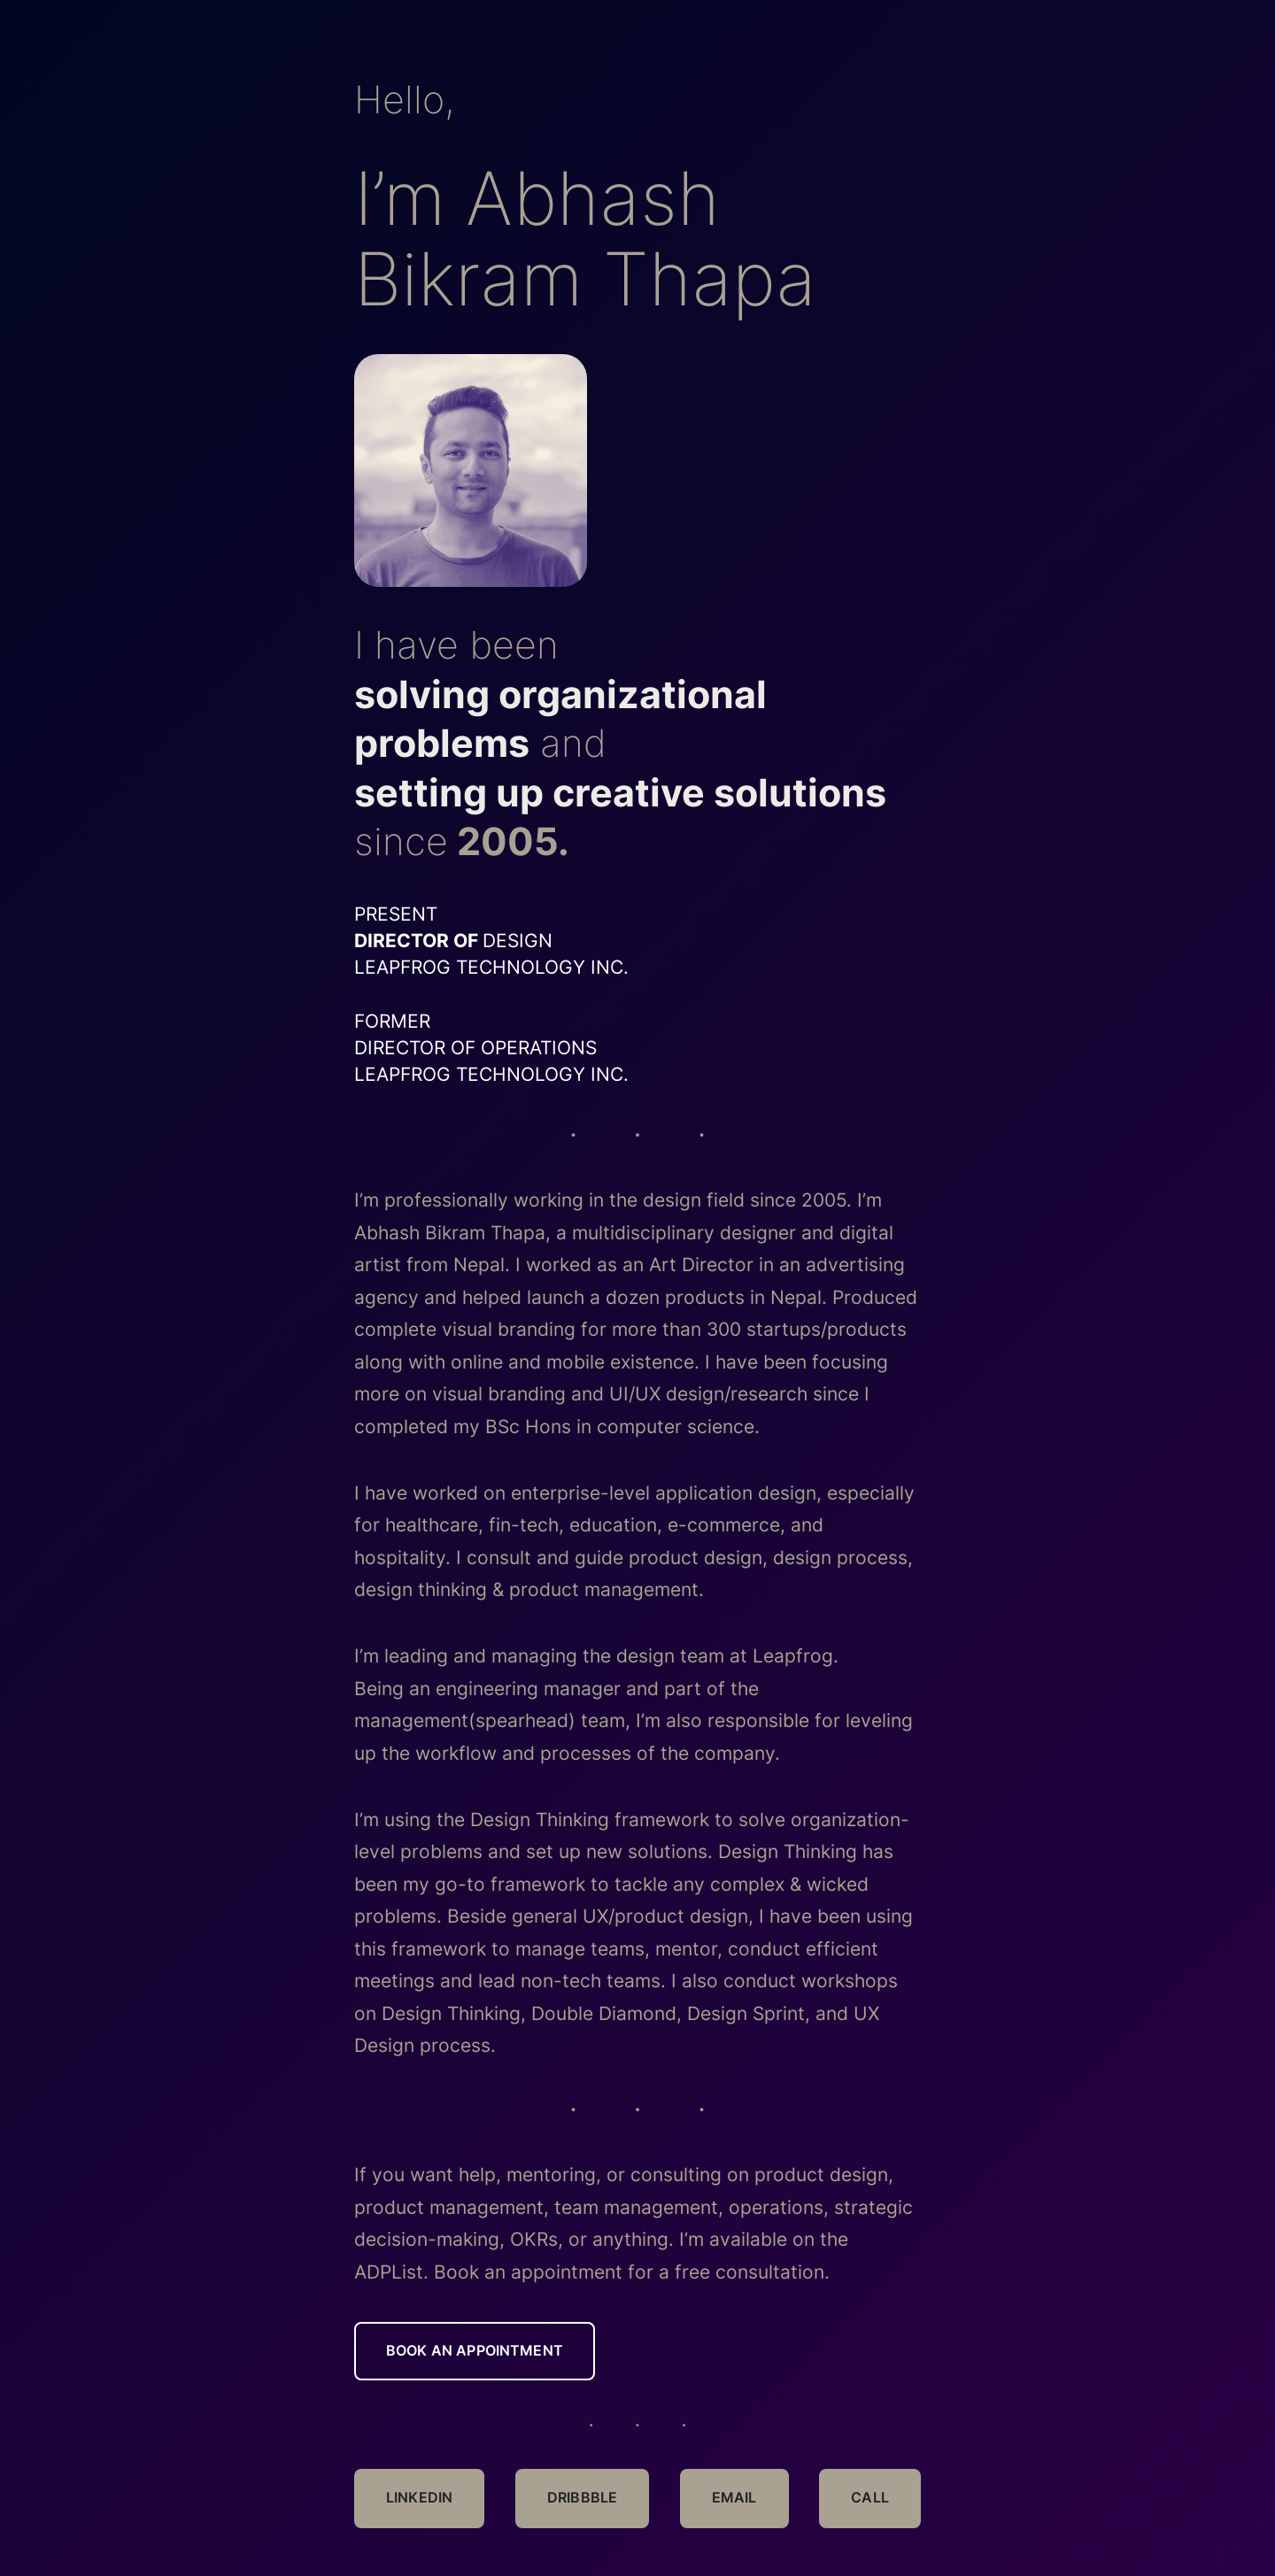 Hello,
I’m Abhash
Bikram Thapa
I have been
solving organizational
problems and
setting up creative solutions
since 2005.
PRESENT
DIRECTOR OF DESIGN
LEAPFROG TECHNOLOGY INC.
FORMER
DIRECTOR OF OPERATIONS
LEAPFROG TECHNOLOGY INC.
I’m professionally working in the design field since 2005. I’m
Abhash Bikram Thapa, a multidisciplinary designer and digital
artist from Nepal. I worked as an Art Director in an advertising
agency and helped launch a dozen products in Nepal. Produced
complete visual branding for more than 300 startups/products
along with online and mobile existence. I have been focusing
more on visual branding and UI/UX design/research since I
completed my BSc Hons in computer science.
I have worked on enterprise-level application design, especially
for healthcare, fin-tech, education, e-commerce, and
hospitality. I consult and guide product design, design process,
design thinking & product management.
I’m leading and managing the design team at Leapfrog.
Being an engineering manager and part of the
management(spearhead) team, I’m also responsible for leveling
up the workflow and processes of the company.
I’m using the Design Thinking framework to solve organization-
level problems and set up new solutions. Design Thinking has
been my go-to framework to tackle any complex & wicked
problems. Beside general UX/product design, I have been using
this framework to manage teams, mentor, conduct efficient
meetings and lead non-tech teams. I also conduct workshops
on Design Thinking, Double Diamond, Design Sprint, and UX
Design process.
If you want help, mentoring, or consulting on product design,
product management, team management, operations, strategic
decision-making, OKRs, or anything. I’m available on the
ADPList. Book an appointment for a free consultation.
BOOK AN APPOINTMENT
LINKEDIN DRIBBBLE EMAIL CALL